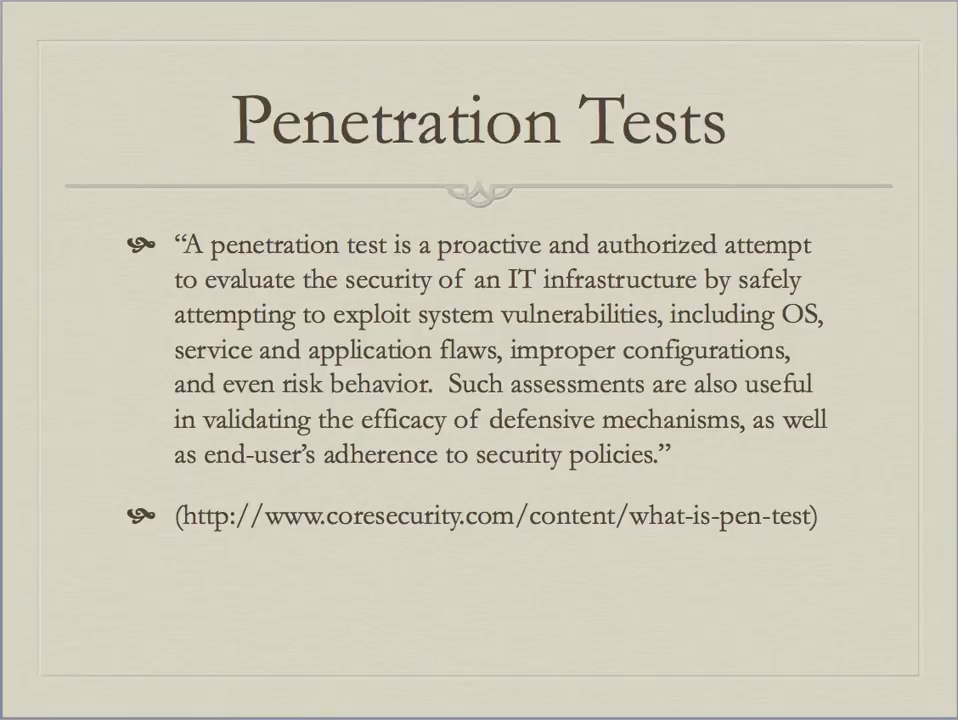 Penetration Tests
“A penetration test is a proactive and authorized attempt
to evaluate the security of an IT infrastructure by safely
attempting to exploit system vulnerabilities, including OS,
service and application flaws, improper configurations,
and even risk behavior.  Such assessments are also useful
in validating the efficacy of defensive mechanisms, as well
as end-user’s adherence to security policies.”
(http://www.coresecurity.com/content/what-is-pen-test)